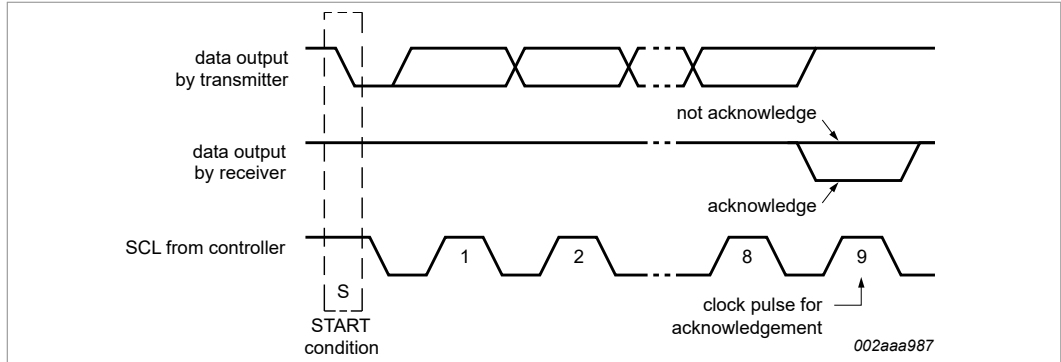 data output
by transmitter
not acknowledge
data output
by receiver
acknowledge
SCL from controller
1
2
8
9
S
START
condition
clock pulse for
acknowledgement
002aaa987